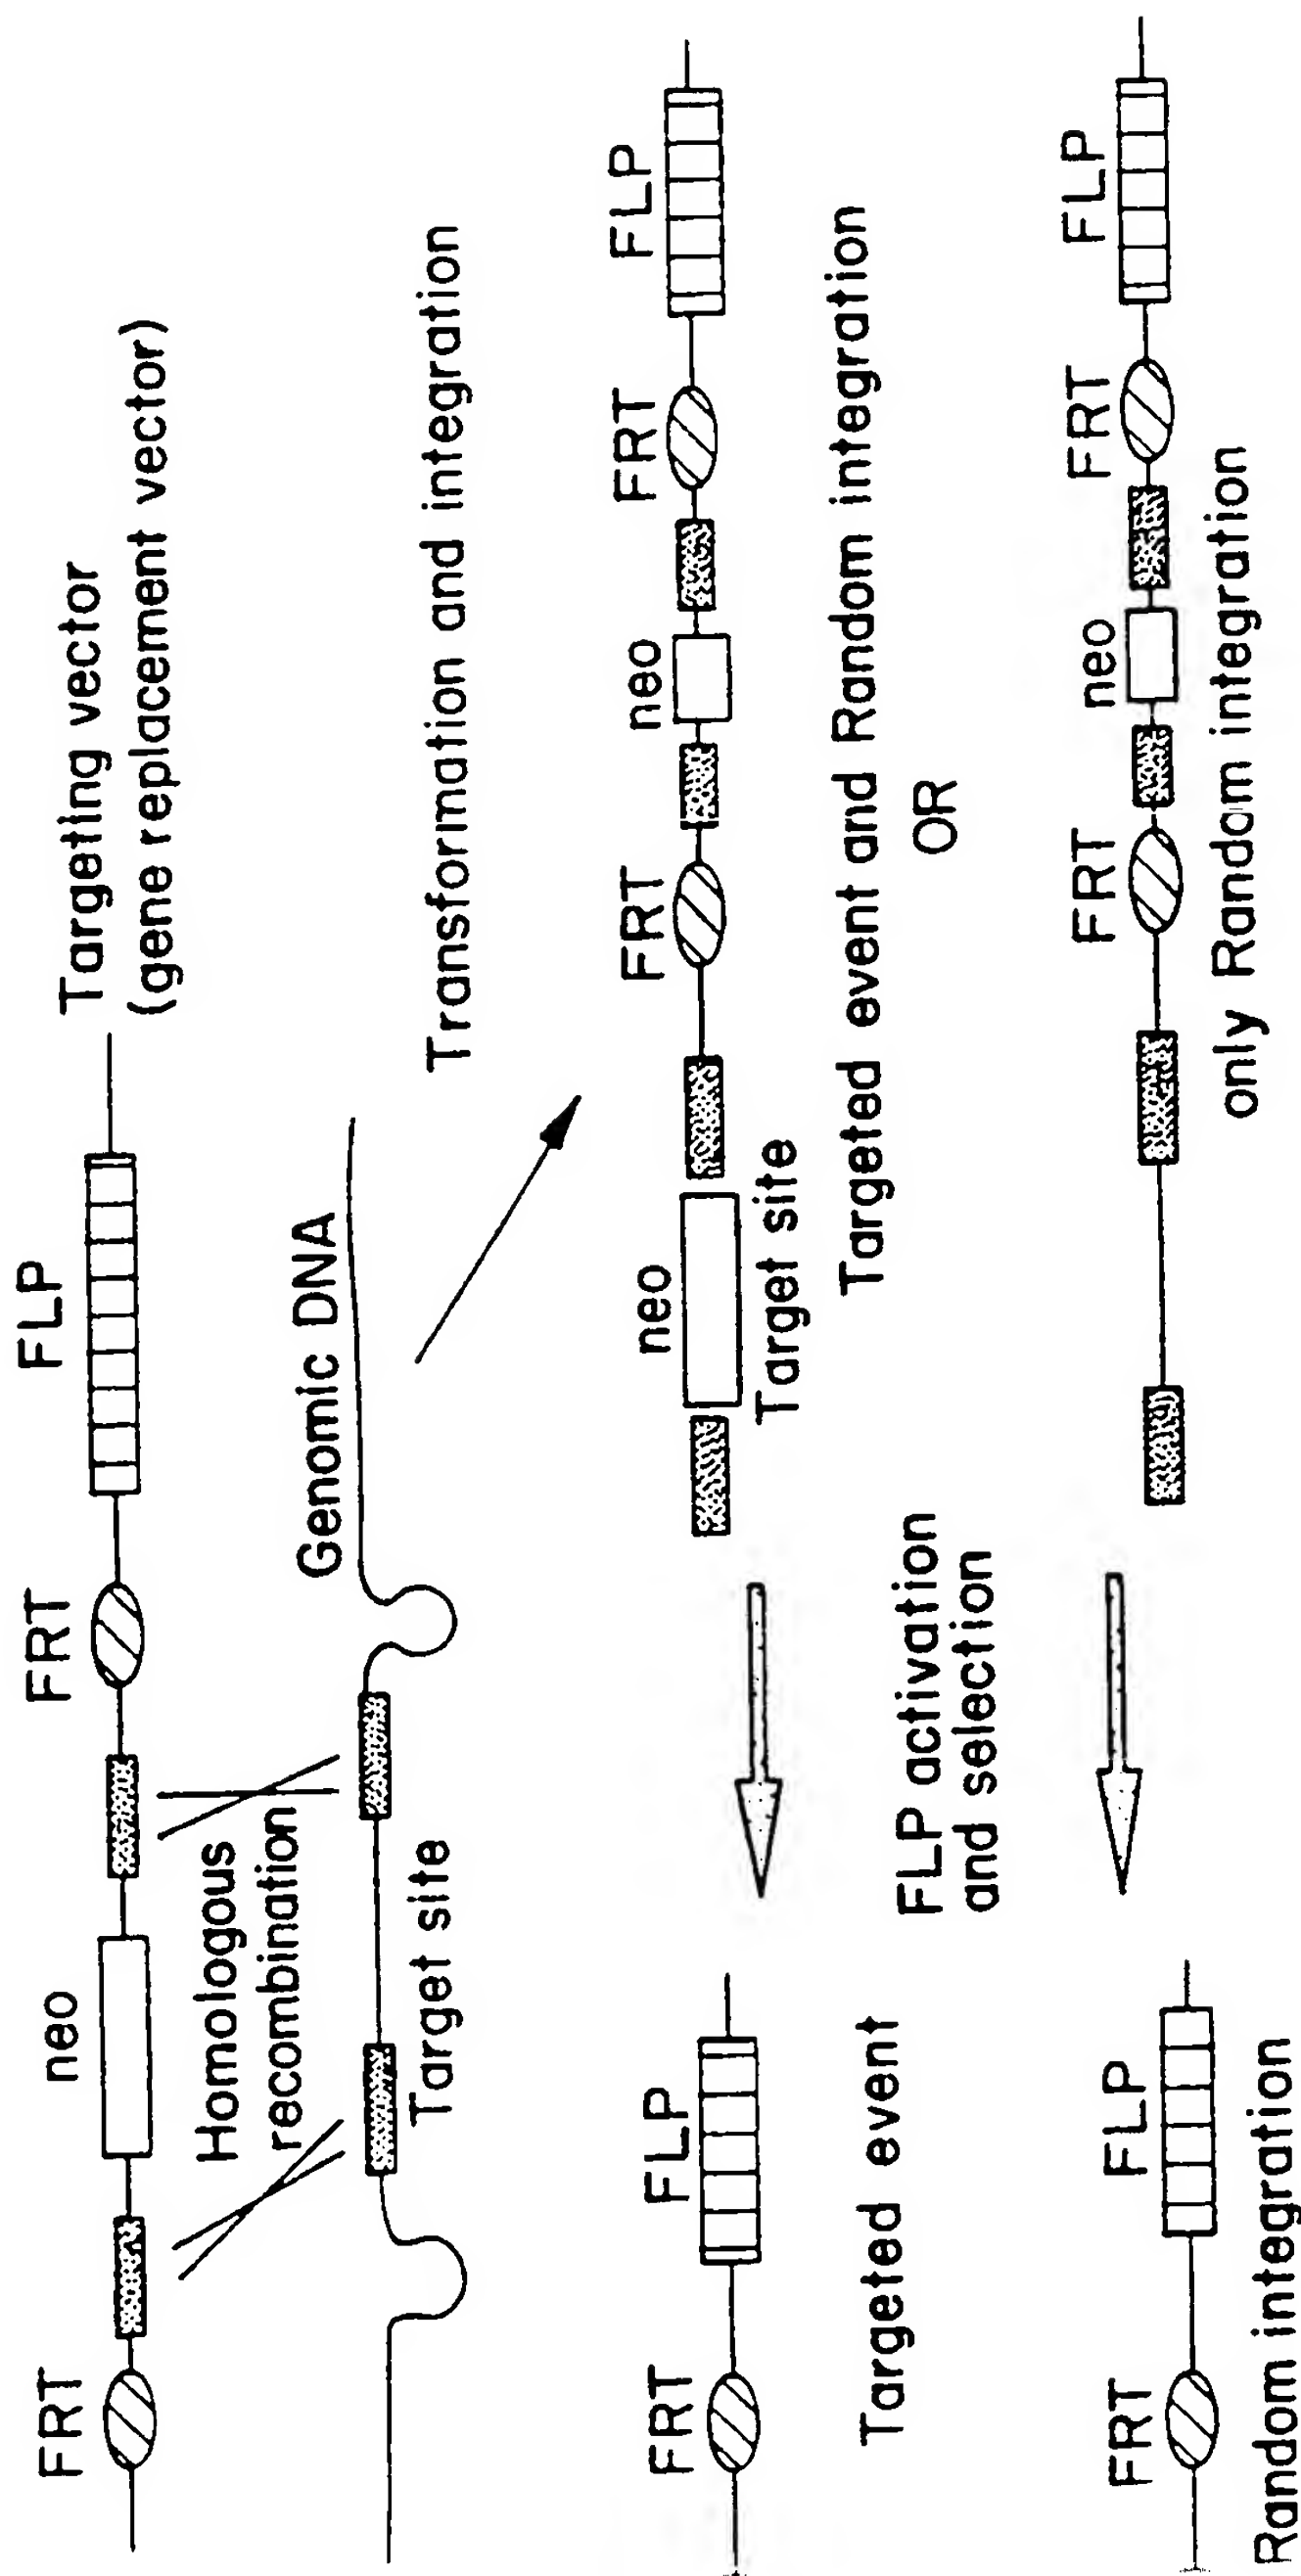 FRT
neo
FRT
FLP
Targeting vector
(gene replacement vector)
Homologous
recombination
Genomic DNA
Target site
Transformation and integration
FRT
FLP
Targeted event
neo
Target site
FRT
neo
FRT
FLP
Targeted event and Random integration
OR
FLP activation
and selection
FRT
FLP
Random integration
FRT
neo
FRT
FLP
only Random integration